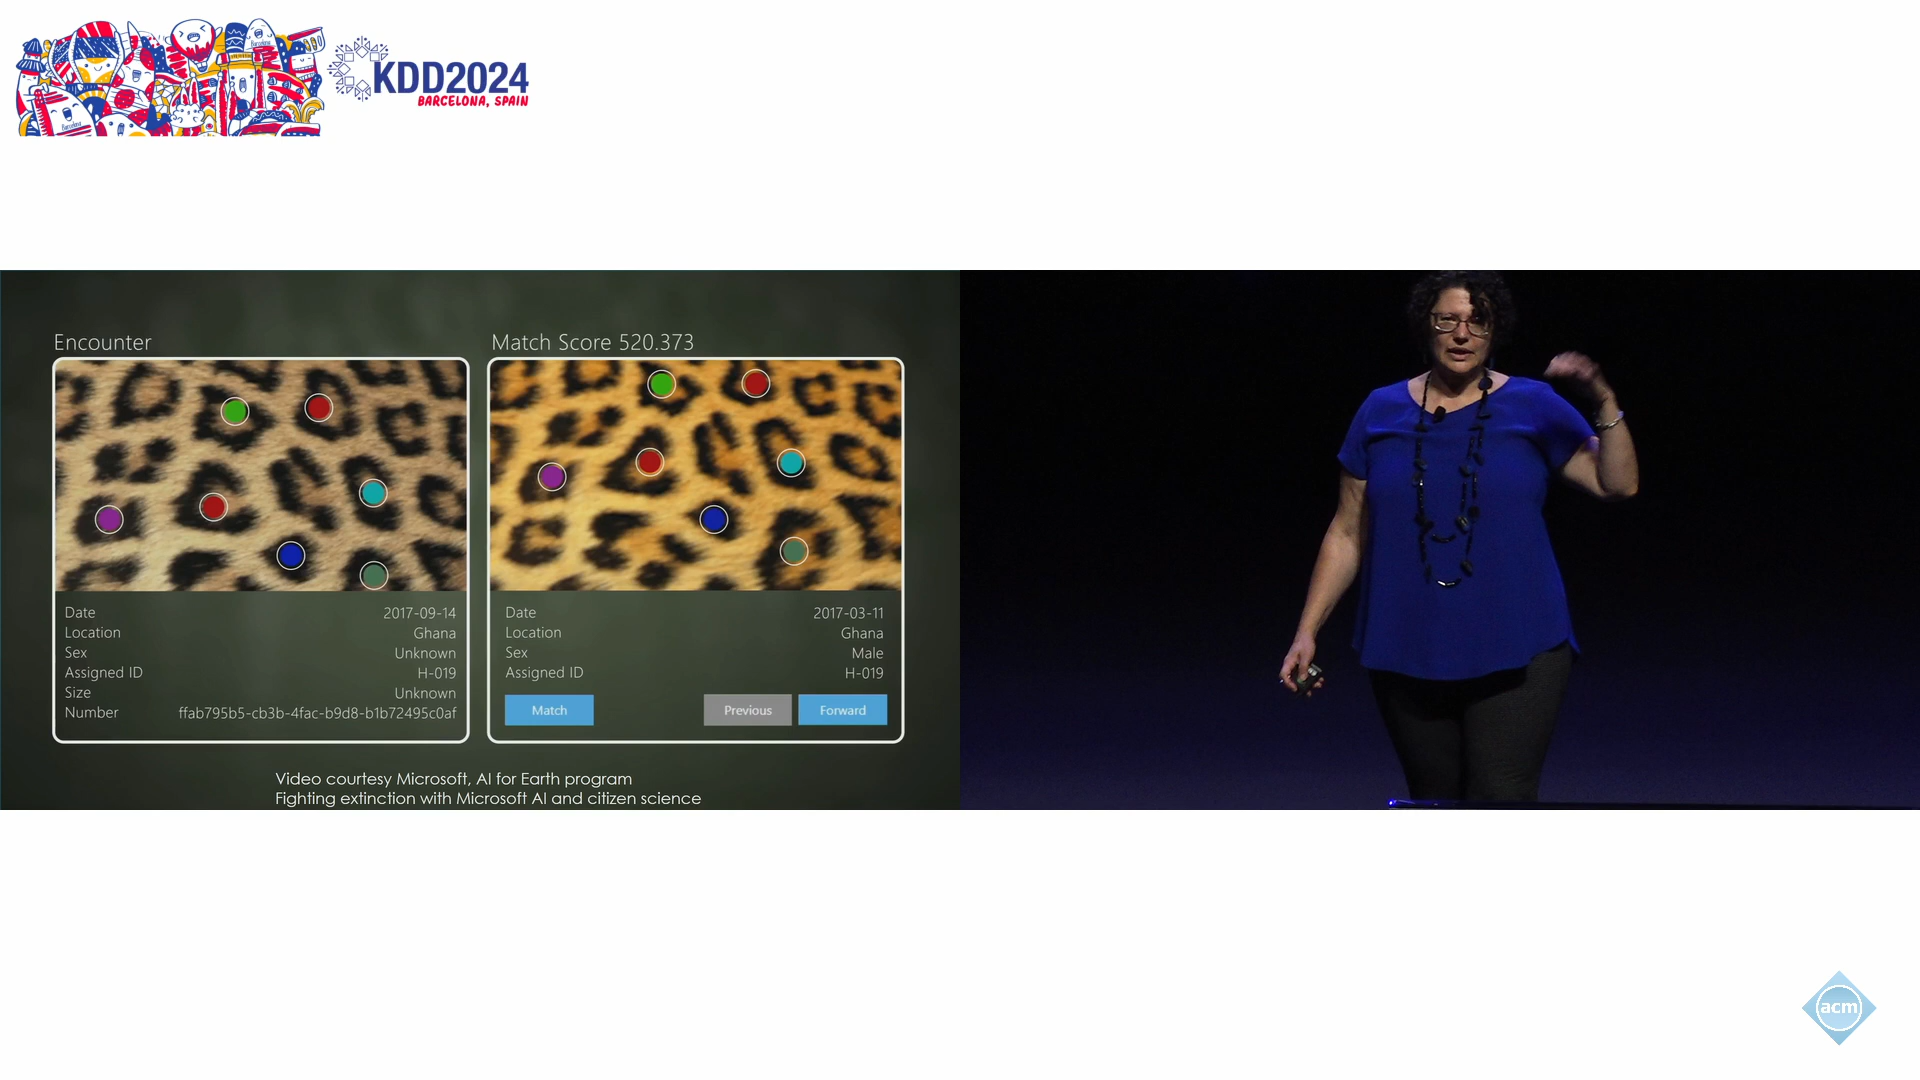 KDD2024
BARCELONA, SPAIN
Encounter
Match Score 520.373
Date 2017-09-14
Location Ghana
Sex Unknown
Assigned ID H-019
Size Unknown
Number ffab795b5-cb3b-4fac-b9d8-b1b72495c0af
Date 2017-03-11
Location Ghana
Sex Male
Assigned ID H-019
Match
Previous
Forward
Video courtesy Microsoft, AI for Earth program
Fighting extinction with Microsoft AI and citizen science
acm